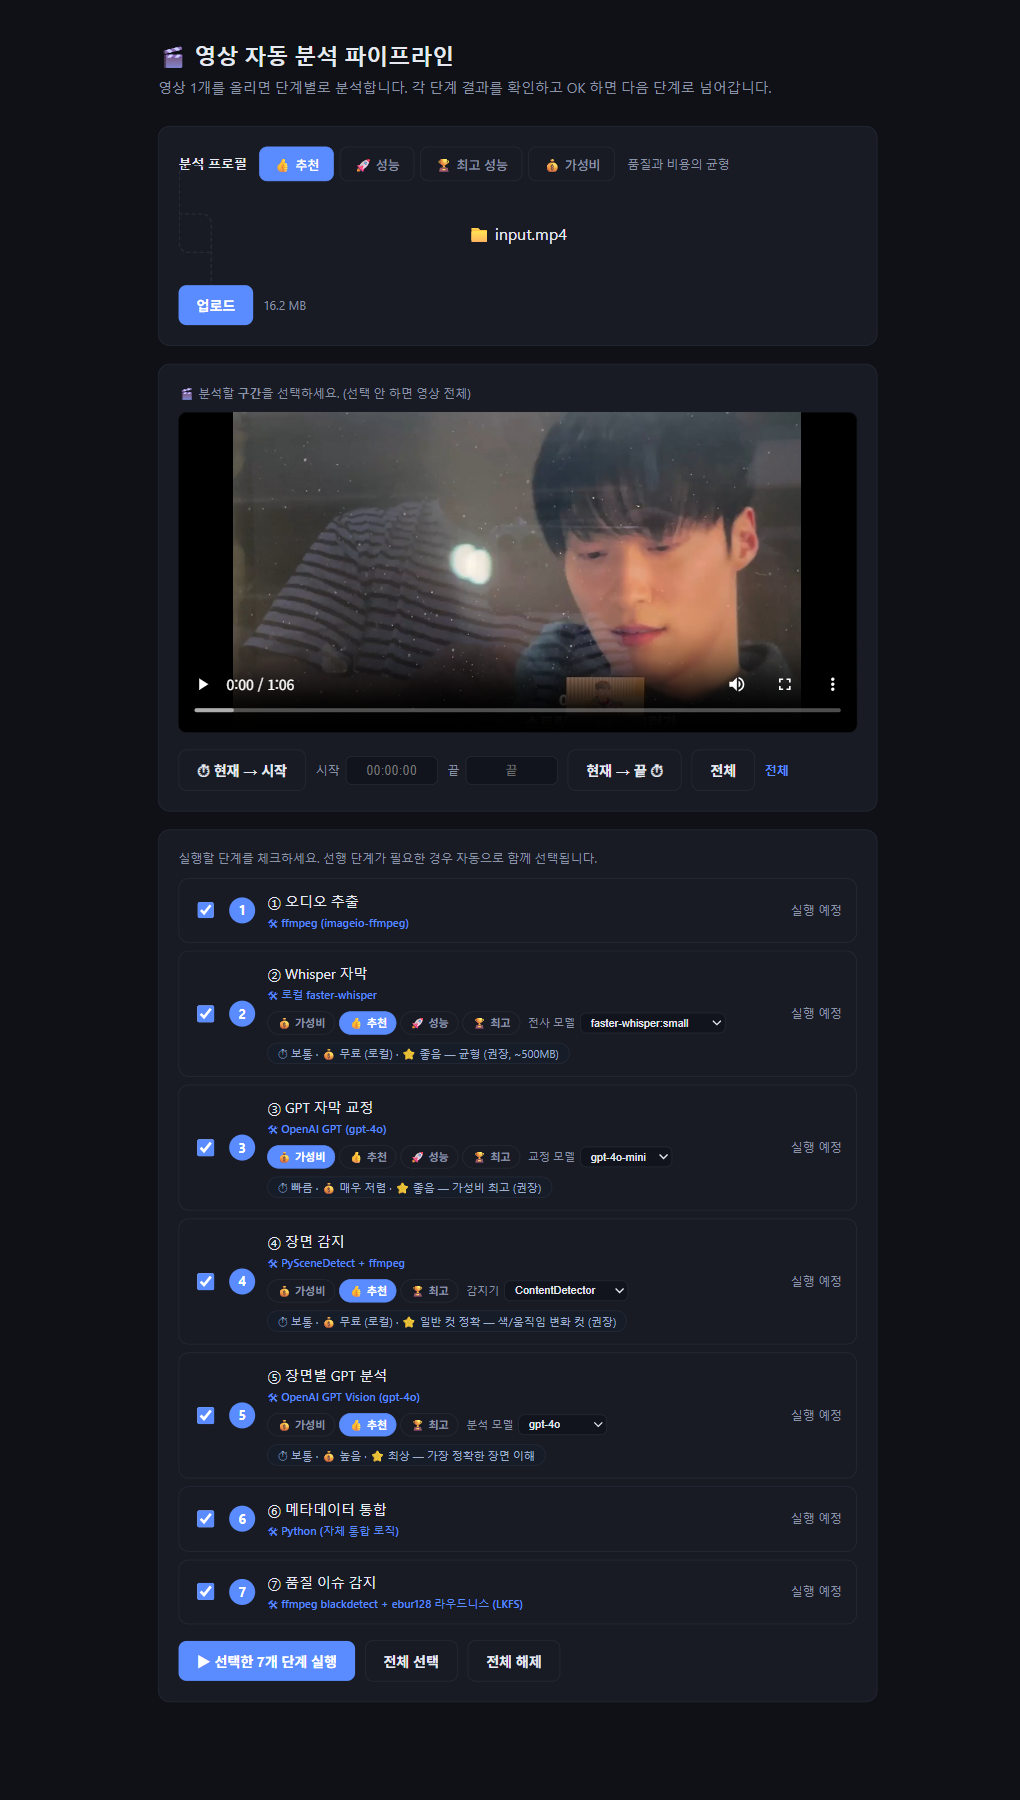 영상 자동 분석 파이프라인
영상 1개를 올리면 단계별로 분석합니다. 각 단계 결과를 확인하고 OK 하면 다음 단계로 넘어갑니다.
분석 프로필 👍 추천 🚀 성능 🏆 최고 성능 💰 가성비 품질과 비용의 균형
input.mp4
업로드 16.2 MB
분석할 구간을 선택하세요. (선택 안 하면 영상 전체)
0:00 / 1:06
현재 → 시작 시작 00:00:00 끝 끝 현재 → 끝 전체 전체
실행할 단계를 체크하세요. 선행 단계가 필요한 경우 자동으로 함께 선택됩니다.
1 ① 오디오 추출 실행 예정
ffmpeg (imageio-ffmpeg)
② Whisper 자막
로컬 faster-whisper
2 가성비 추천 성능 최고 전사 모델 faster-whisper:small 실행 예정
보통 · 무료 (로컬) · 좋음 — 균형 (권장, ~500MB)
③ GPT 자막 교정
OpenAI GPT (gpt-4o)
3 가성비 추천 성능 최고 교정 모델 gpt-4o-mini 실행 예정
빠름 · 매우 저렴 · 좋음 — 가성비 최고 (권장)
④ 장면 감지
PySceneDetect + ffmpeg
4 가성비 추천 최고 감지기 ContentDetector 실행 예정
보통 · 무료 (로컬) · 일반 컷 정확 — 색/움직임 변화 컷 (권장)
⑤ 장면별 GPT 분석
OpenAI GPT Vision (gpt-4o)
5 가성비 추천 최고 분석 모델 gpt-4o 실행 예정
보통 · 높음 · 최상 — 가장 정확한 장면 이해
6 ⑥ 메타데이터 통합 실행 예정
Python (자체 통합 로직)
7 ⑦ 품질 이슈 감지 실행 예정
ffmpeg blackdetect + ebur128 라우드니스 (LKFS)
▶ 선택한 7개 단계 실행 전체 선택 전체 해제